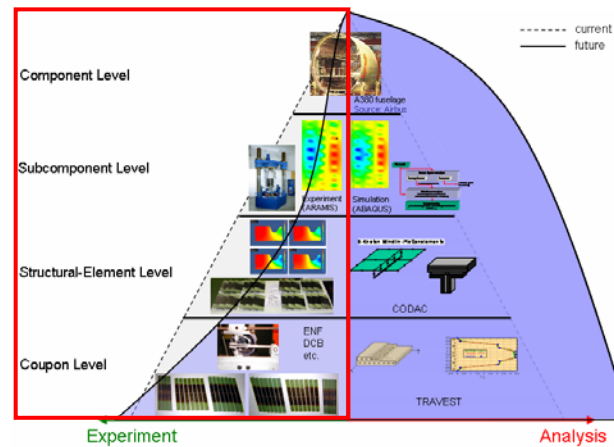 current
future
Component Level
A380 fuselage
Source: Airbus
Subcomponent Level
Experiment
(ARAMIS)
Simulation
(ABAQUS)
Structural-Element Level
CODAC
Coupon Level
ENF
DCB
etc.
TRAVEST
Experiment
Analysis